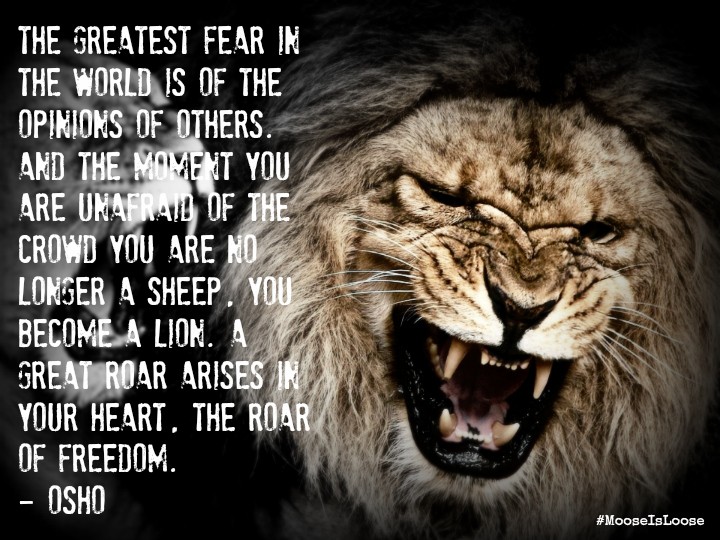 THE GREATEST FEAR IN
THE WORLD IS OF THE
OPINIONS OF OTHERS.
AND THE MOMENT YOU
ARE UNAFRAID OF THE
CROWD YOU ARE NO
LONGER A SHEEP, YOU
BECOME A LION. A
GREAT ROAR ARISES IN
YOUR HEART, THE ROAR
OF FREEDOM.
- OSHO
#MooseIsLoose